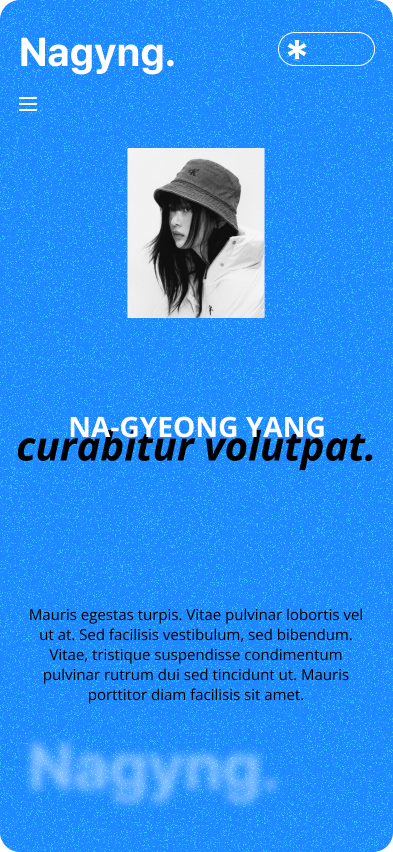 Nagyng.
*
NA-GYEONG YANG
curabitur volutpat.
Mauris egestas turpis. Vitae pulvinar lobortis vel
ut at. Sed facilisis vestibulum, sed bibendum.
Vitae, tristique suspendisse condimentum
pulvinar rutrum dui sed tincidunt ut. Mauris
porttitor diam facilisis sit amet.
Nagyng.